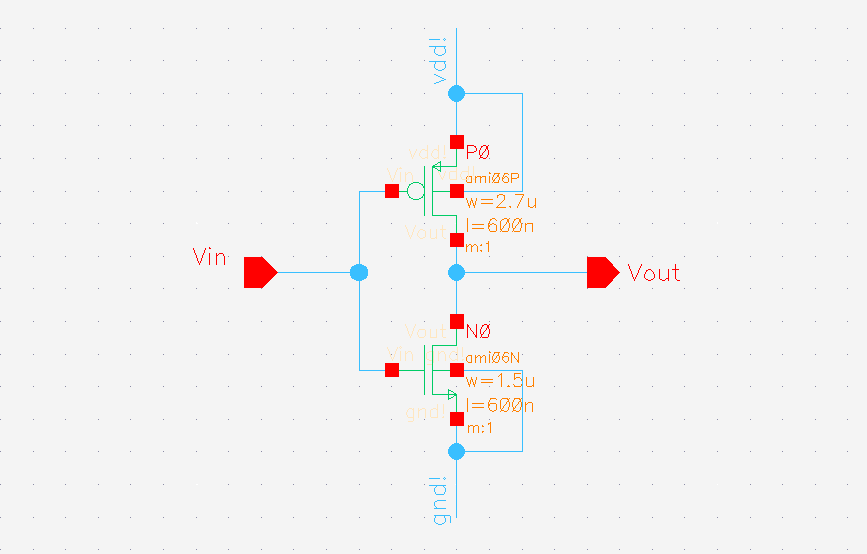 vdd!
vdd!
P0
Vin
vdd!
ami06P
w=2.7u
Vout
l=600n
m:1
Vin
Vout
Vout
N0
Vin
gnd!
ami06N
w=1.5u
gnd!
l=600n
m:1
gnd!